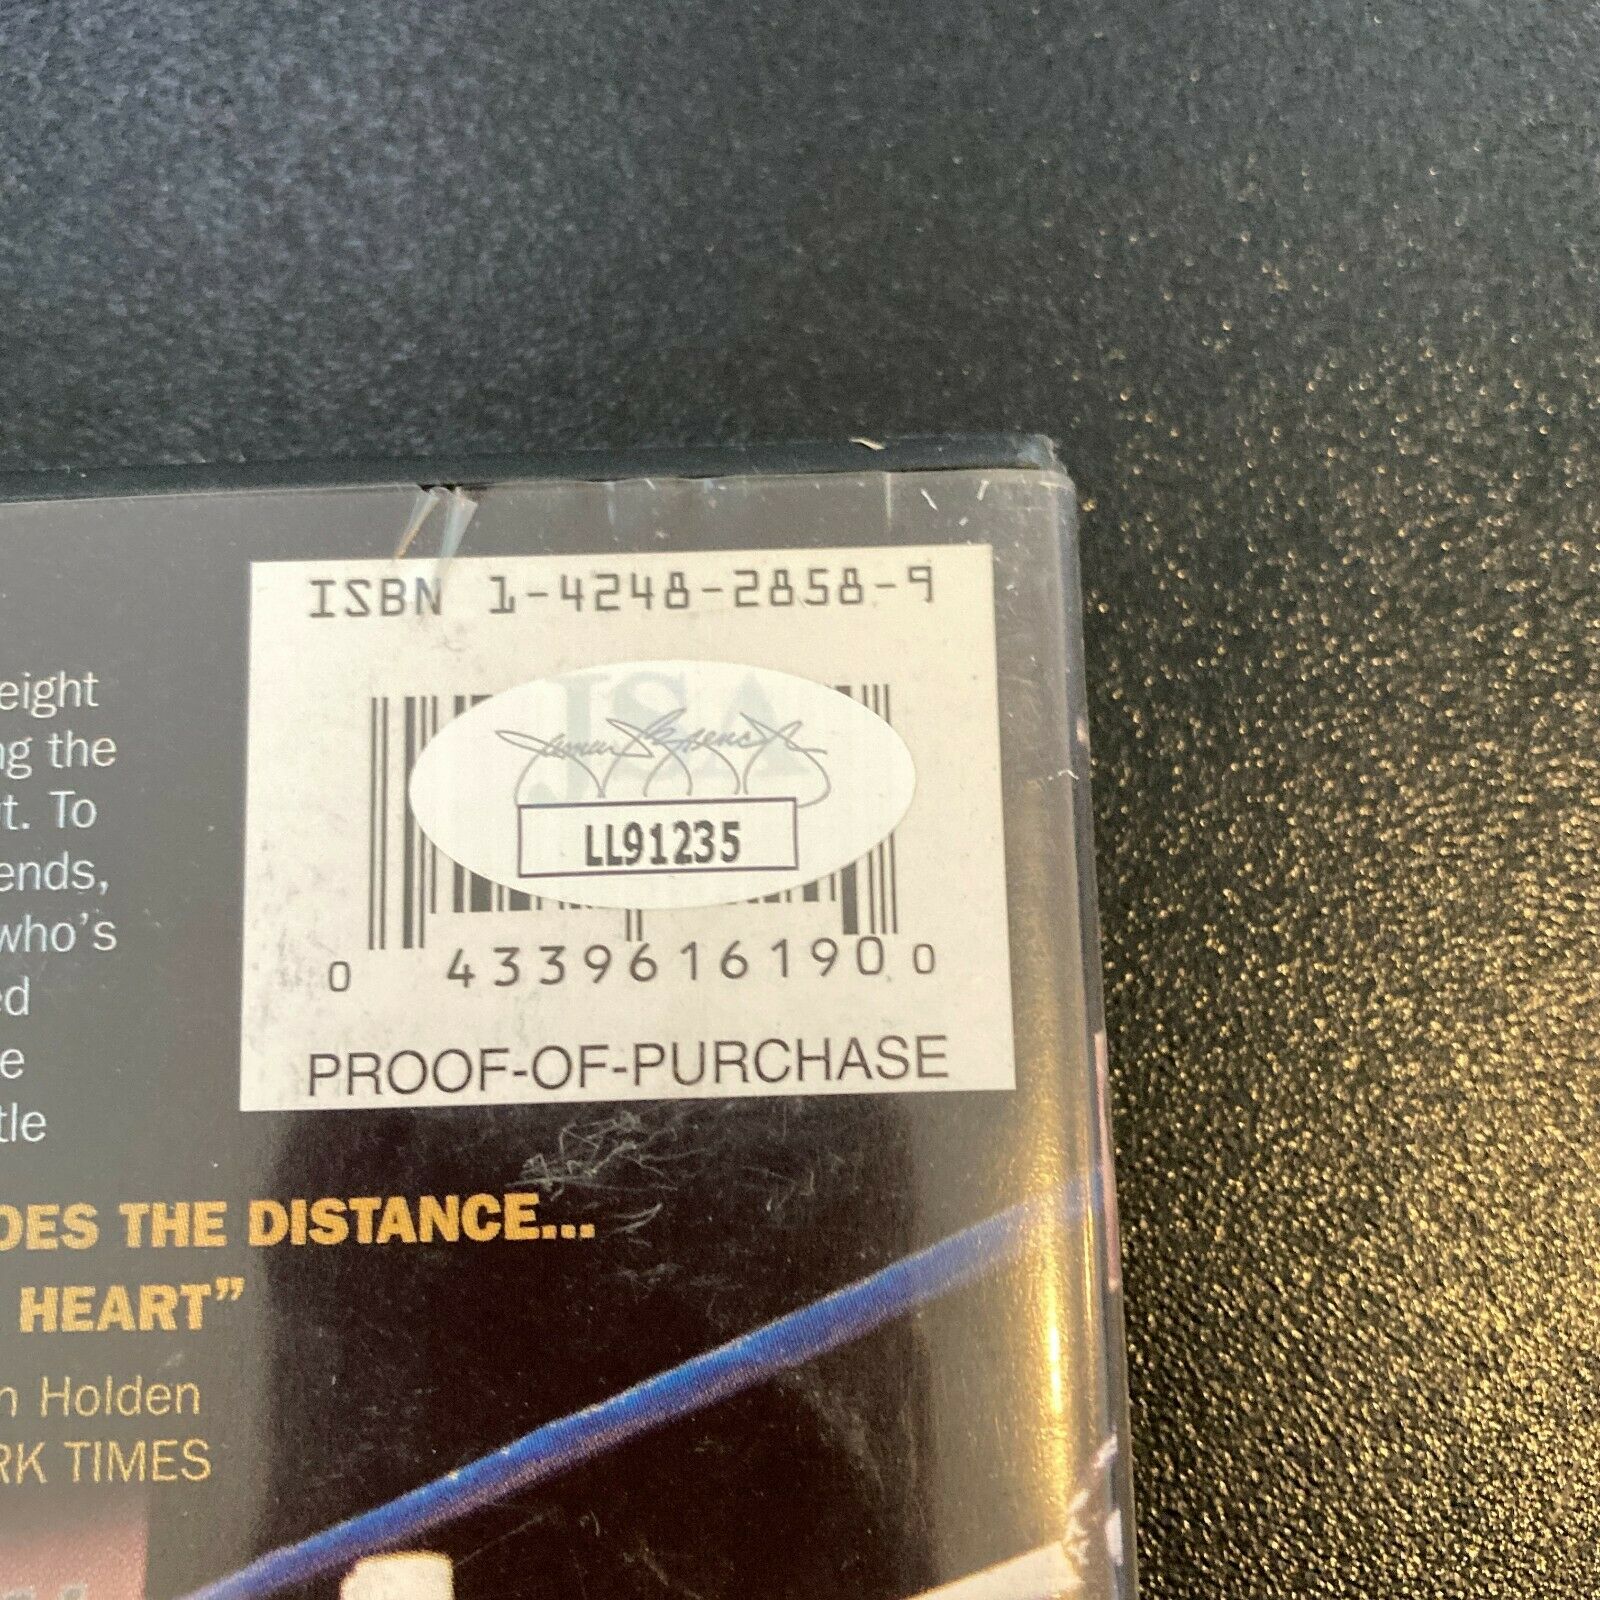 ISBN 1-4248-2858-9
JSA
LL91235
0 43396 16190 0
PROOF-OF-PURCHASE
eight
ng the
t. To
ends,
who's
ed
e
tle
OES THE DISTANCE...
HEART”
n Holden
RK TIMES